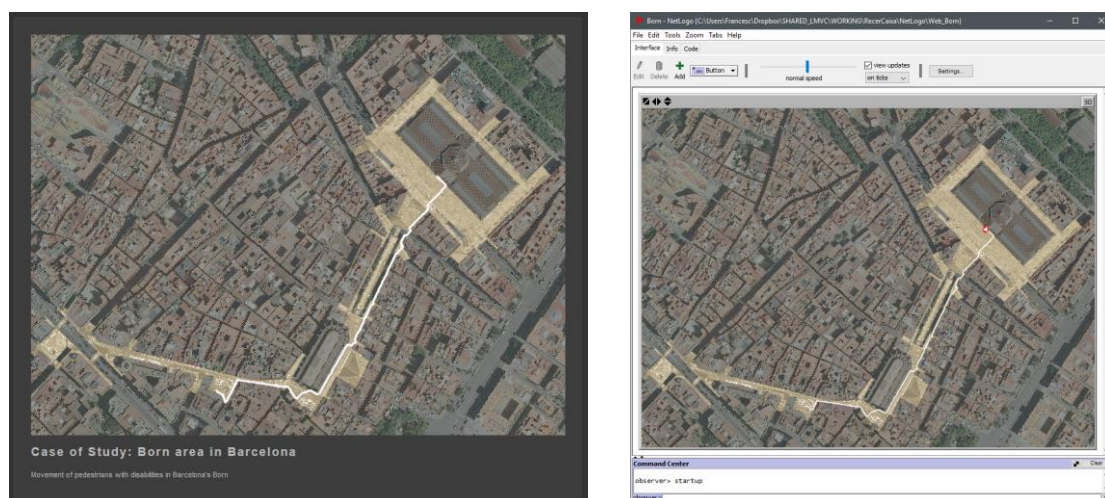 Case of Study: Born area in Barcelona
Movement of pedestrians with disabilities in Barcelona's Born
Born - NetLogo {C:\Users\Francesc\Dropbox\SHARED_LMVC\WORKING\RecerCaixa\NetLogo\Web_Born}
File Edit Tools Zoom Tabs Help
Interface Info Code
Edit Delete Add
Button
normal speed
view updates
on ticks
Settings...
3D
Command Center
Clear
observer> startup
observer>